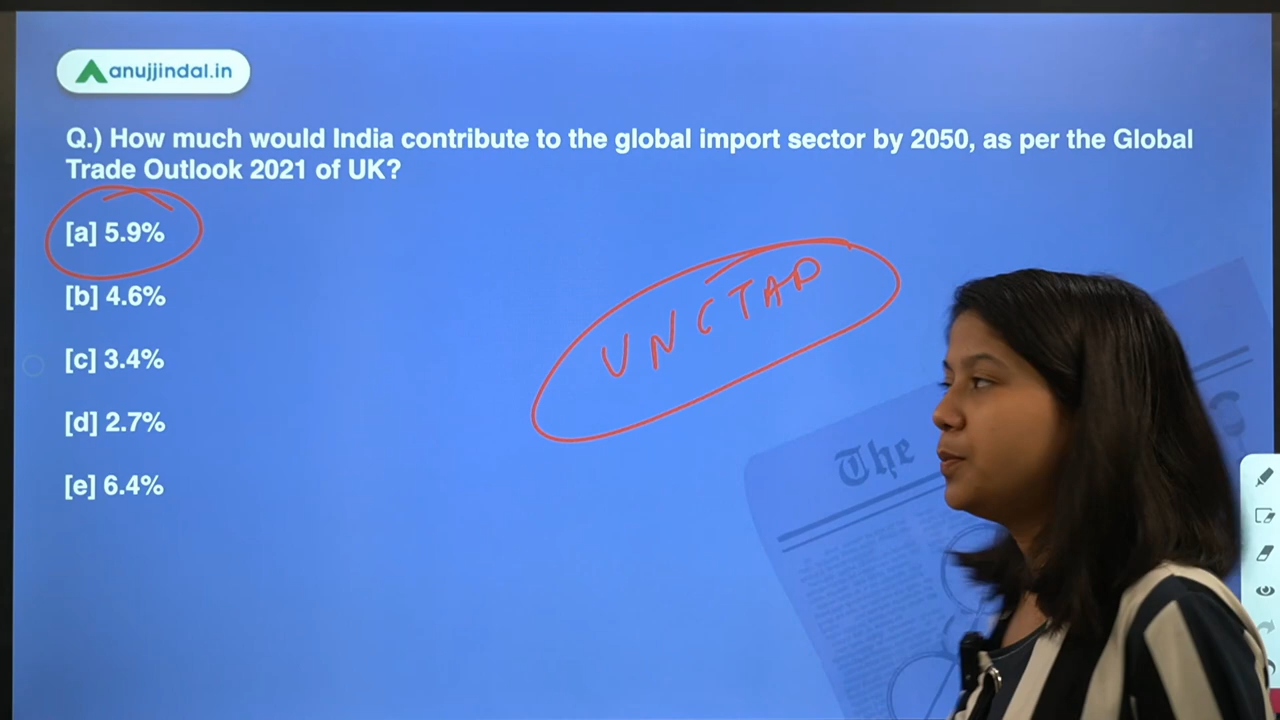 anujjindal.in
Q.) How much would India contribute to the global import sector by 2050, as per the Global
Trade Outlook 2021 of UK?
[a] 5.9%
[b] 4.6%
[c] 3.4%
[d] 2.7%
[e] 6.4%
UNCTAD
The